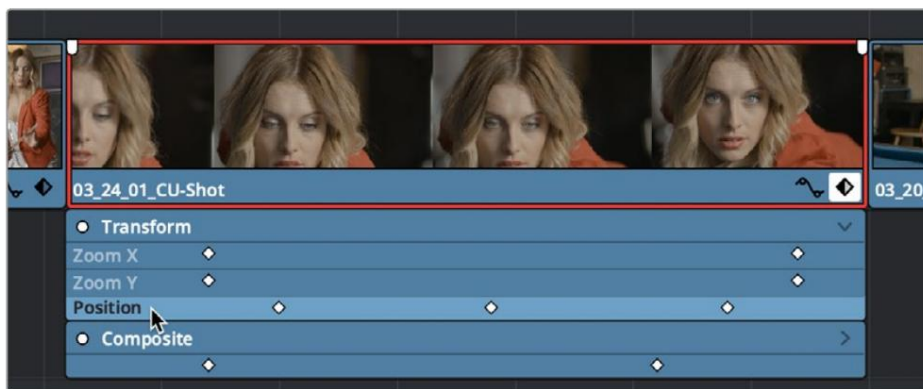 03_24_01_CU-Shot
03_20
Transform
Zoom X
Zoom Y
Position
Composite